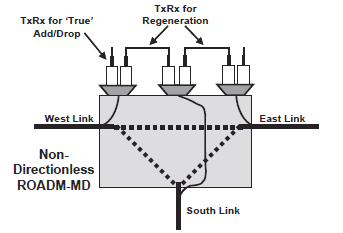 TxRx for
Regeneration
TxRx for ‘True’
Add/Drop
West Link
East Link
Non-
Directionless
ROADM-MD
South Link